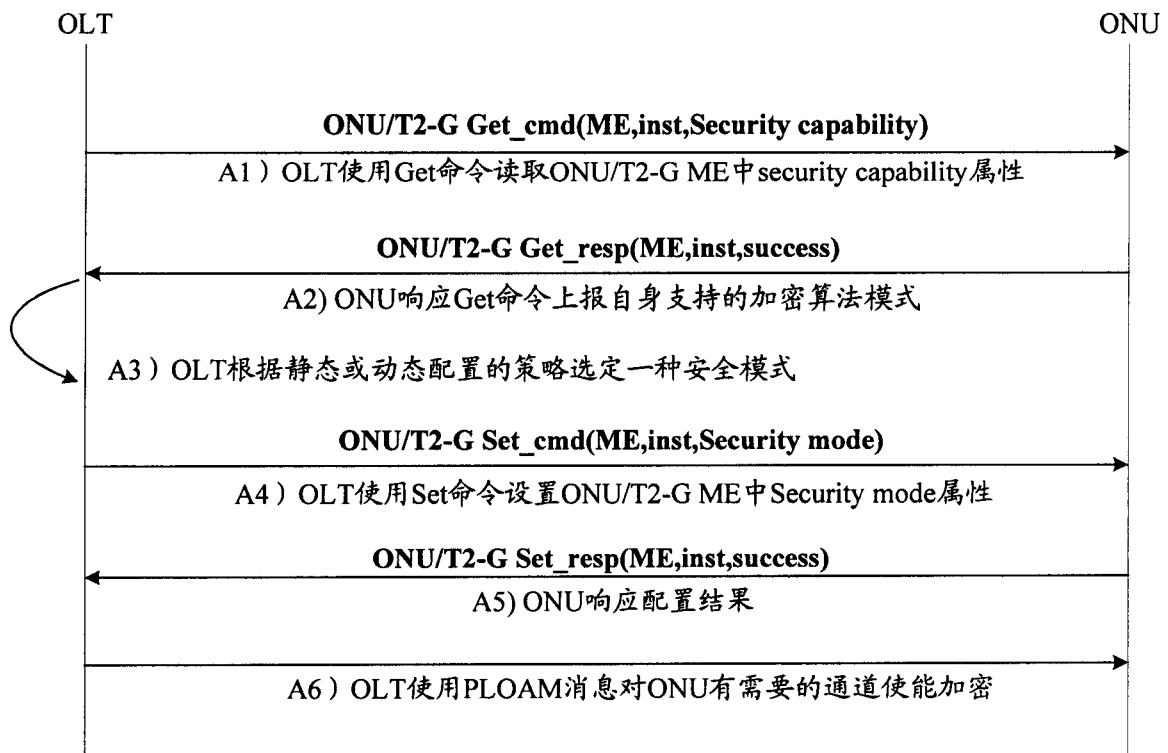 OLT
ONU
ONU/T2-G Get_cmd(ME,inst,Security capability)
A1）OLT使用Get命令读取ONU/T2-G ME中security capability属性
ONU/T2-G Get_resp(ME,inst,success)
A2) ONU响应Get命令上报自身支持的加密算法模式
A3）OLT根据静态或动态配置的策略选定一种安全模式
ONU/T2-G Set_cmd(ME,inst,Security mode)
A4）OLT使用Set命令设置ONU/T2-G ME中Security mode属性
ONU/T2-G Set_resp(ME,inst,success)
A5) ONU响应配置结果
A6）OLT使用PLOAM消息对ONU有需要的通道使能加密